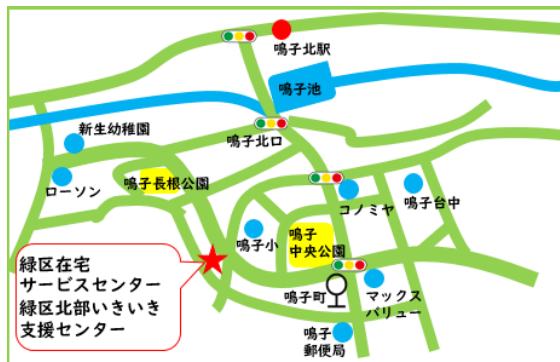 鳴子北駅
鳴子池
新生幼稚園
鳴子北口
ローソン
鳴子長根公園
コノミヤ
鳴子台中
鳴子小
鳴子
中央公園
緑区在宅
サービスセンター
緑区北部いきいき
支援センター
鳴子町
マックス
バリュー
鳴子
郵便局